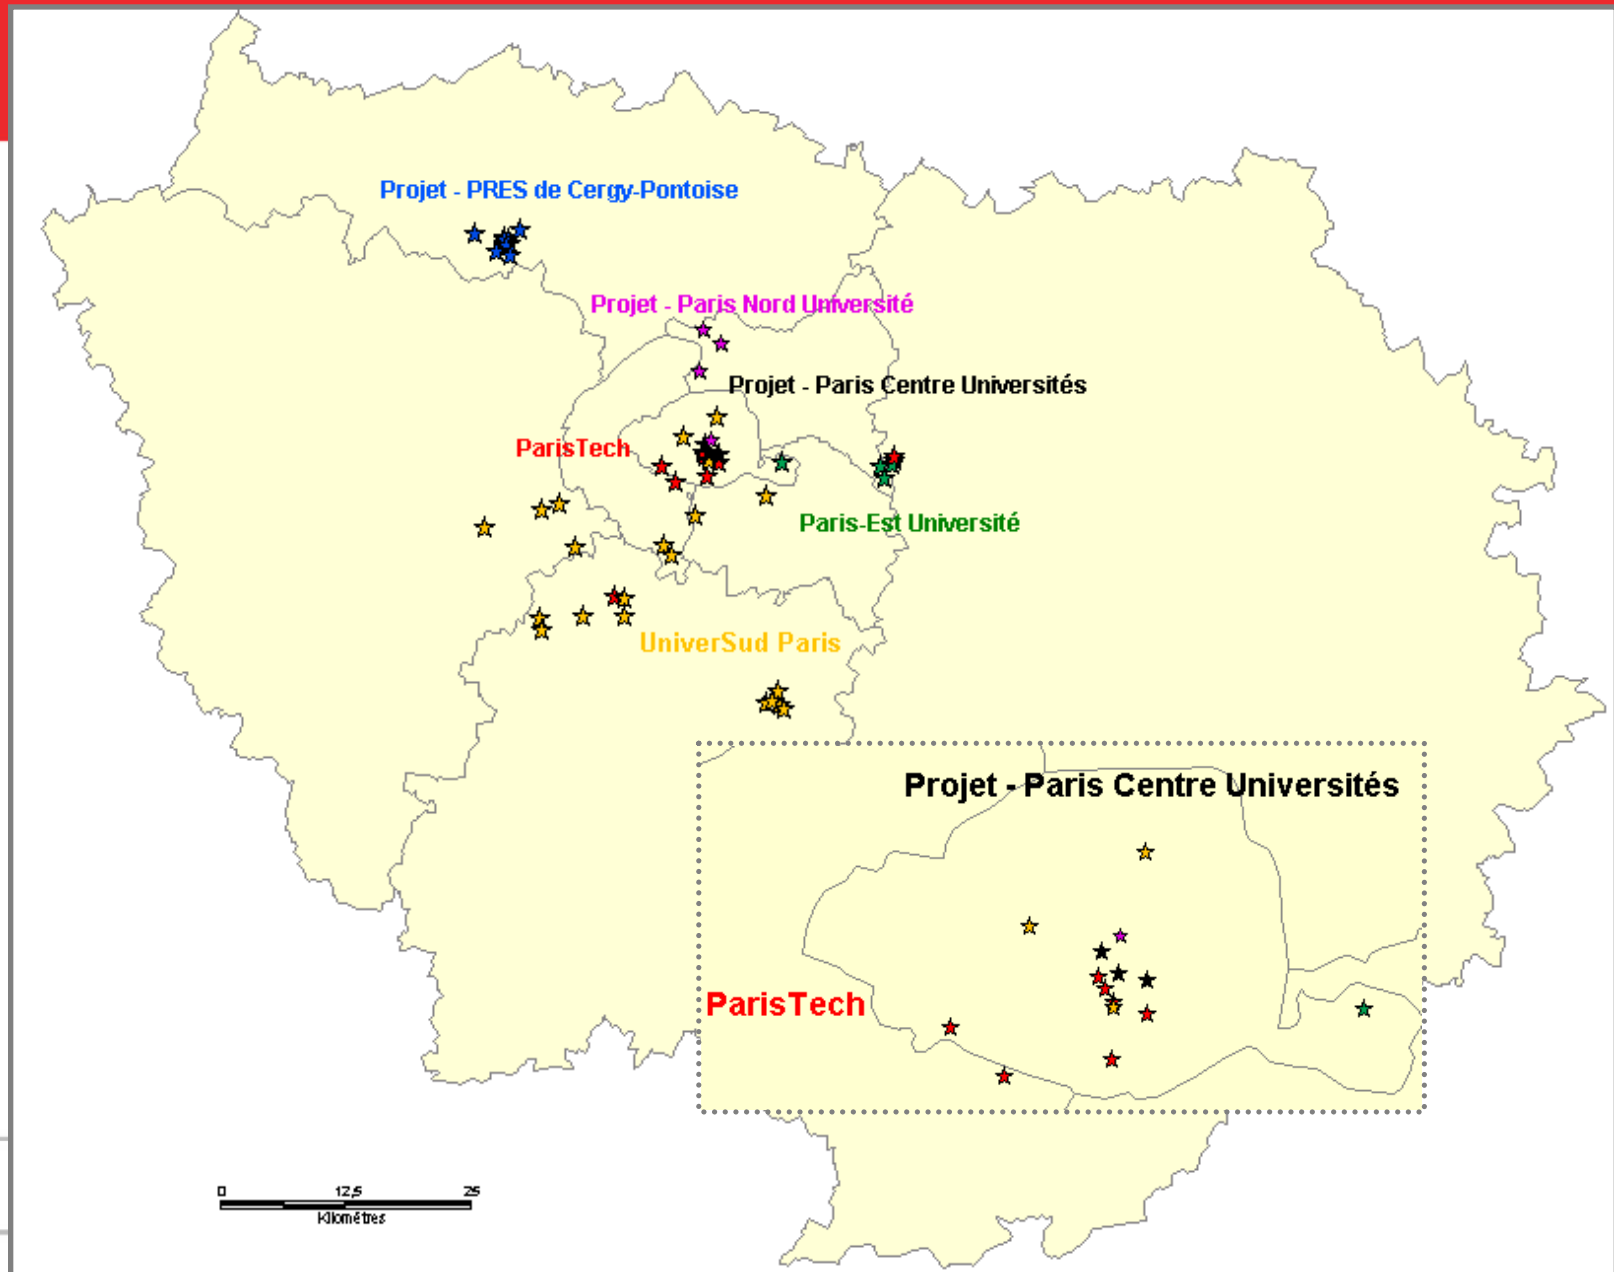 Projet - PRES de Cergy-Pontoise
Projet - Paris Nord Université
Projet - Paris Centre Universités
ParisTech
Paris-Est Université
UniverSud Paris
Projet - Paris Centre Universités
ParisTech
0 12,5 25
Kilométres